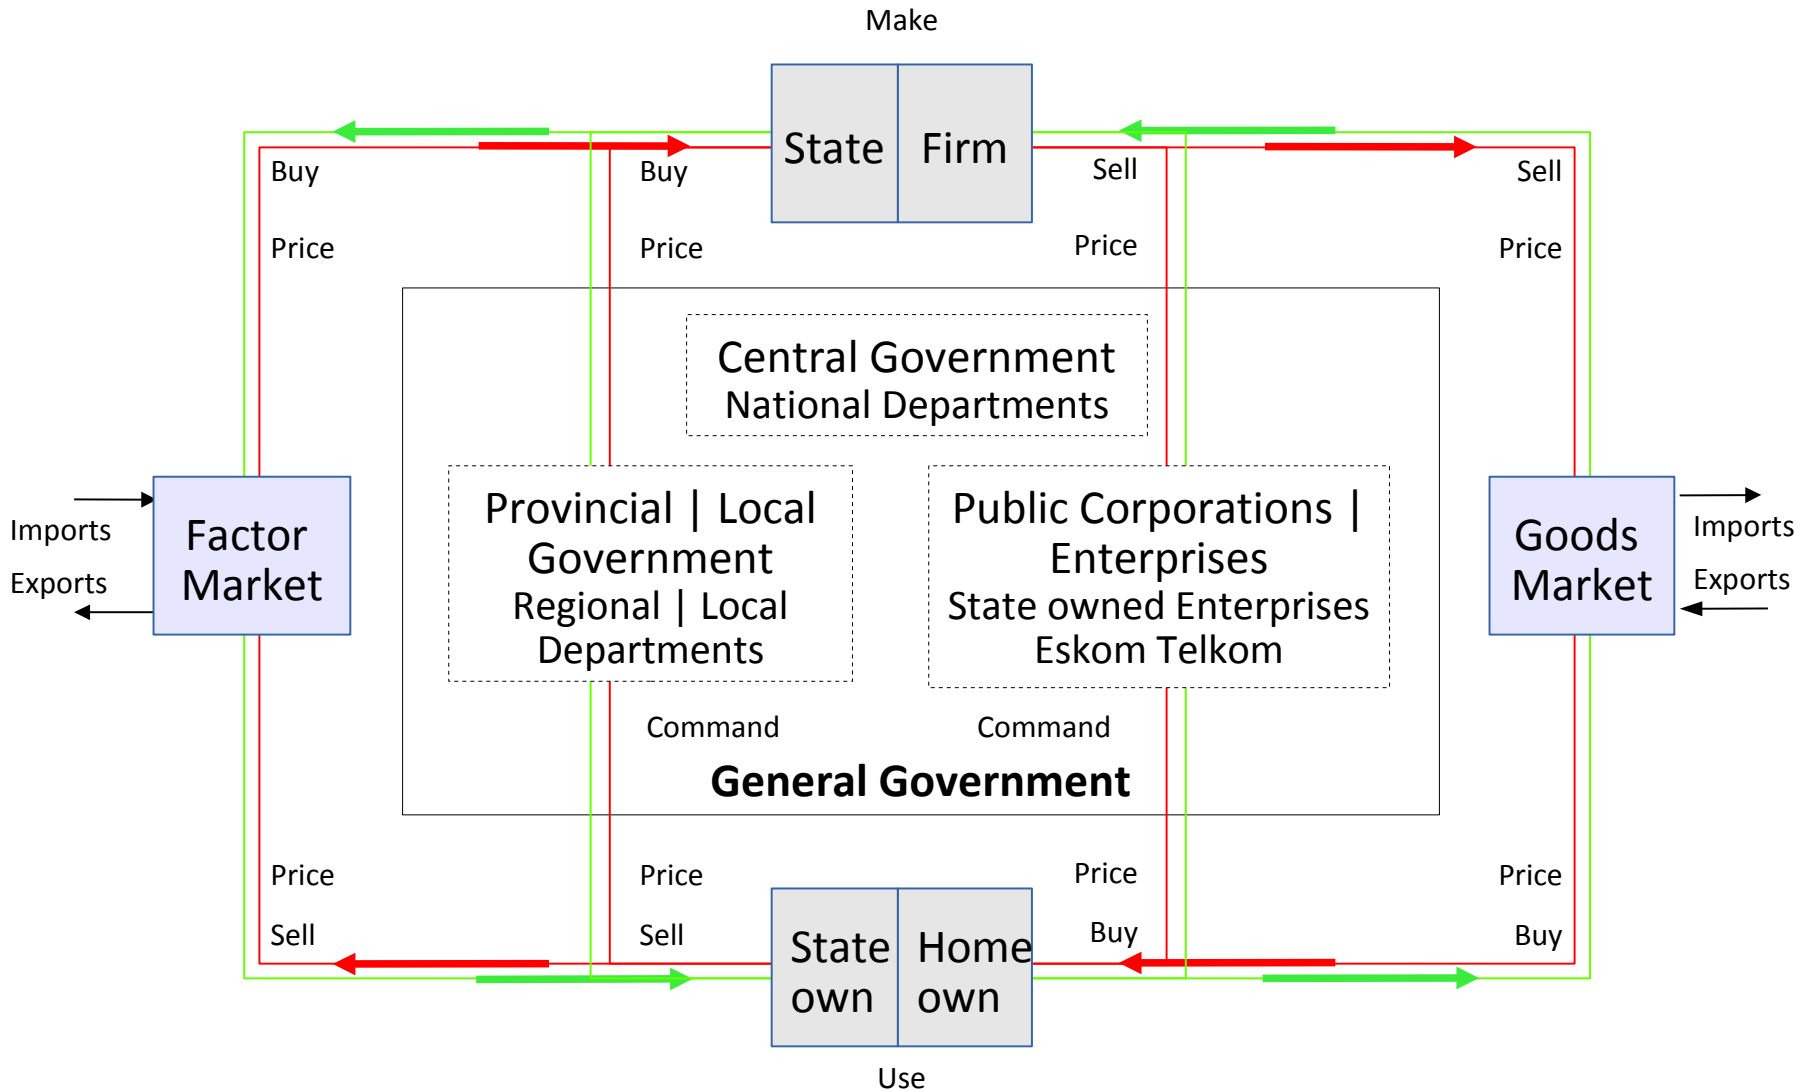 Make
State
Firm
Buy
Buy
Sell
Sell
Price
Price
Price
Price
Central Government
National Departments
Provincial | Local
Government
Regional | Local
Departments
Public Corporations |
Enterprises
State owned Enterprises
Eskom Telkom
Imports
Exports
Factor
Market
Goods
Market
Imports
Exports
Command
Command
General Government
Price
Price
Price
Price
Sell
Sell
Buy
Buy
State
own
Home
own
Use